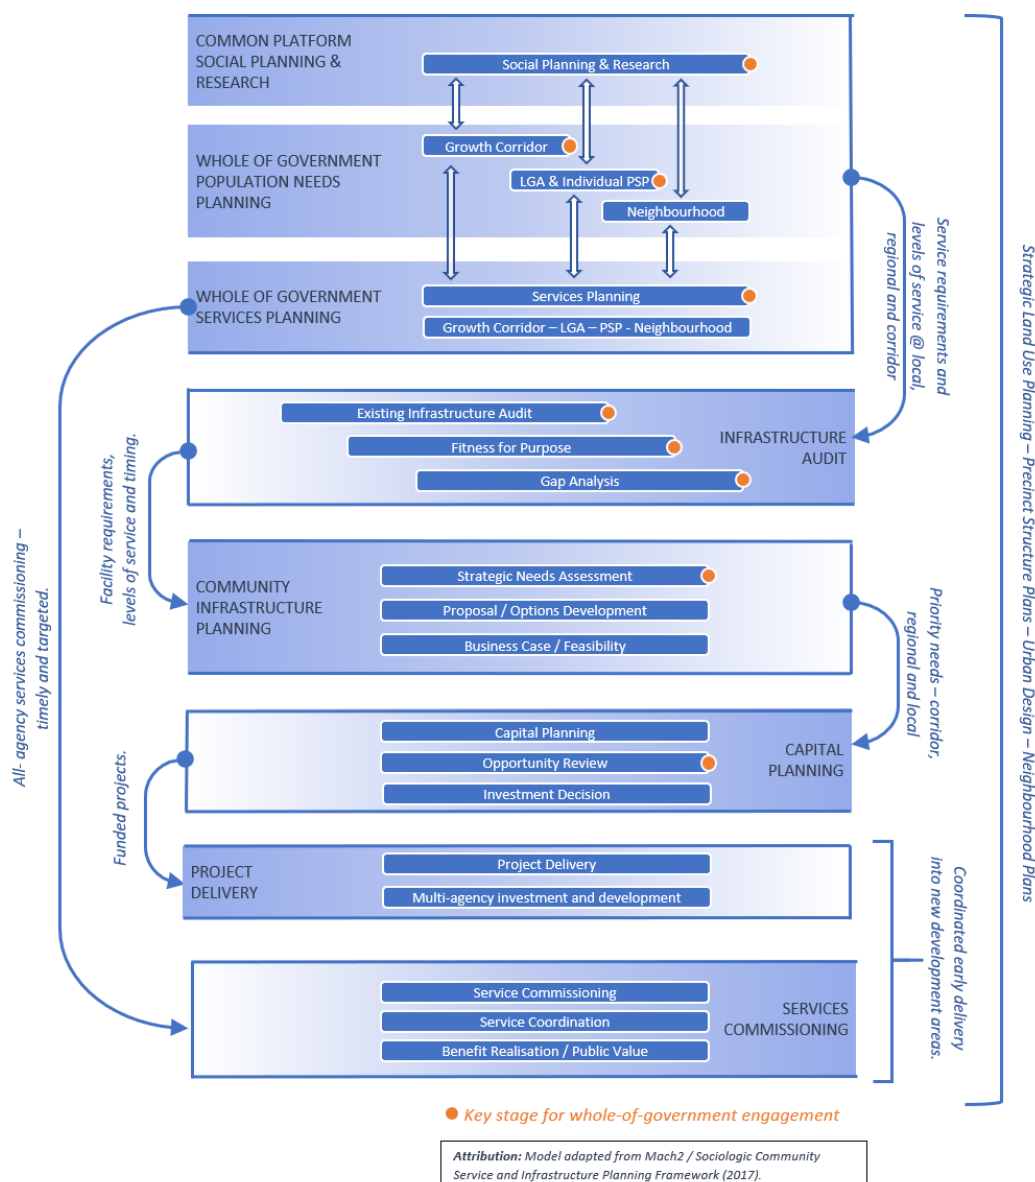 COMMON PLATFORM
SOCIAL PLANNING &
RESEARCH
Social Planning & Research
WHOLE OF GOVERNMENT
POPULATION NEEDS
PLANNING
Growth Corridor
LGA & Individual PSP
Neighbourhood
WHOLE OF GOVERNMENT
SERVICES PLANNING
Services Planning
Growth Corridor – LGA – PSP - Neighbourhood
Service requirements and
levels of service @ local,
regional and corridor
Existing Infrastructure Audit
Fitness for Purpose
Gap Analysis
INFRASTRUCTURE
AUDIT
Facility requirements,
levels of service and timing.
COMMUNITY
INFRASTRUCTURE
PLANNING
Strategic Needs Assessment
Proposal / Options Development
Business Case / Feasibility
Priority needs – corridor,
regional and local
Capital Planning
Opportunity Review
Investment Decision
CAPITAL
PLANNING
Funded projects.
PROJECT
DELIVERY
Project Delivery
Multi-agency investment and development
Service Commissioning
Service Coordination
Benefit Realisation / Public Value
SERVICES
COMMISSIONING
All- agency services commissioning –
timely and targeted.
Coordinated early delivery
into new development areas.
Strategic Land Use Planning – Precinct Structure Plans – Urban Design – Neighbourhood Plans
Key stage for whole-of-government engagement
Attribution: Model adapted from Mach2 / Sociologic Community
Service and Infrastructure Planning Framework (2017).